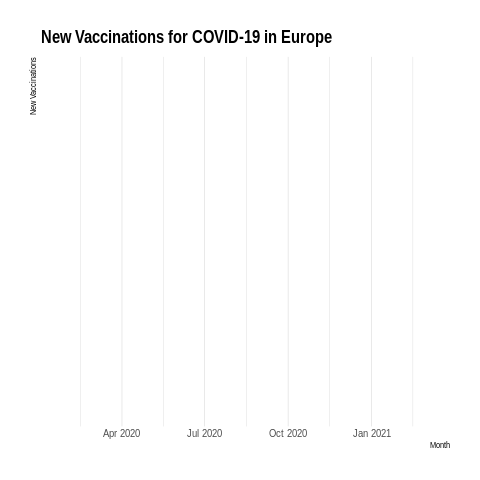 New Vaccinations for COVID-19 in Europe
New Vaccinations
Apr 2020
Jul 2020
Oct 2020
Jan 2021
Month